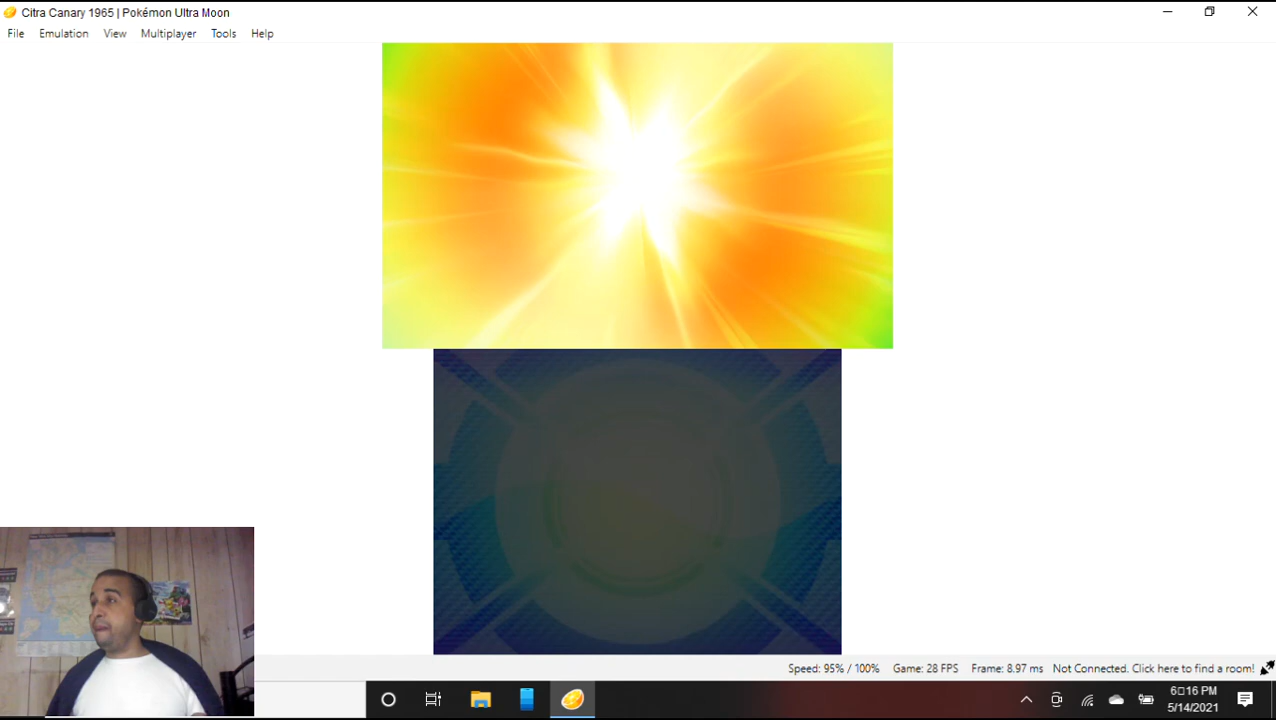 Citra Canary 1965 | Pokémon Ultra Moon
File Emulation View Multiplayer Tools Help
Speed: 95% / 100% Game: 28 FPS Frame: 8.97 ms Not Connected. Click here to find a room!
6□16 PM
5/14/2021